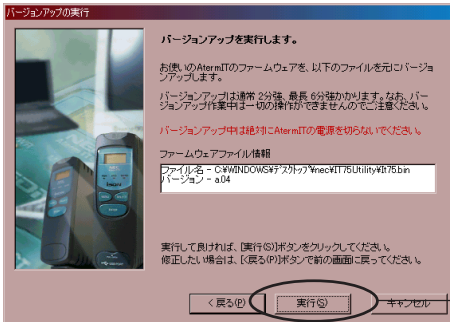 バージョンアップの実行
バージョンアップを実行します。
お使いのAtermITのファームウェアを、以下のファイルを元にバージョ
ンアップします。
バージョンアップは通常 2分強、最長 6分強かかります。なお、バー
ジョンアップ作業中は一切の操作ができませんのでご注意ください。
バージョンアップ中は絶対にAtermITの電源を切らないでください。
ファームウェアファイル情報
ファイル名 - C:¥WINDOWS¥ﾃﾞｽｸﾄｯﾌﾟ¥nec¥IT75Utility¥It75.bin
バージョン - a.04
実行して良ければ、[実行(S)]ボタンをクリックしてください。
修正したい場合は、[<戻る(P)]ボタンで前の画面に戻ってください。
< 戻る(P)
実行(S)
キャンセル